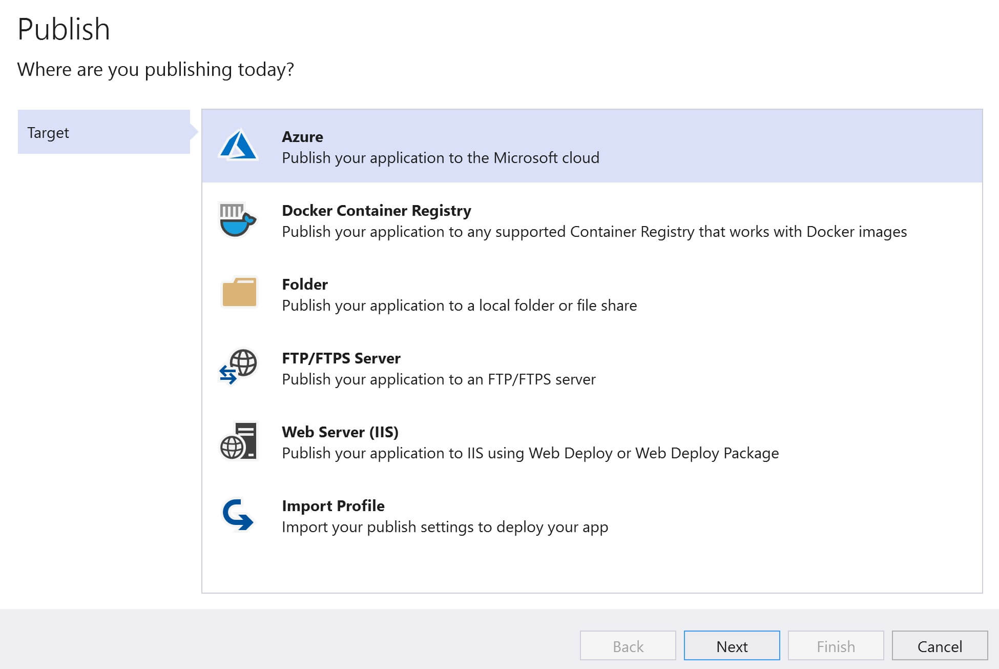 Publish
Where are you publishing today?
Target
Azure
Publish your application to the Microsoft cloud
Docker Container Registry
Publish your application to any supported Container Registry that works with Docker images
Folder
Publish your application to a local folder or file share
FTP/FTPS Server
Publish your application to an FTP/FTPS server
Web Server (IIS)
Publish your application to IIS using Web Deploy or Web Deploy Package
Import Profile
Import your publish settings to deploy your app
Back
Next
Finish
Cancel